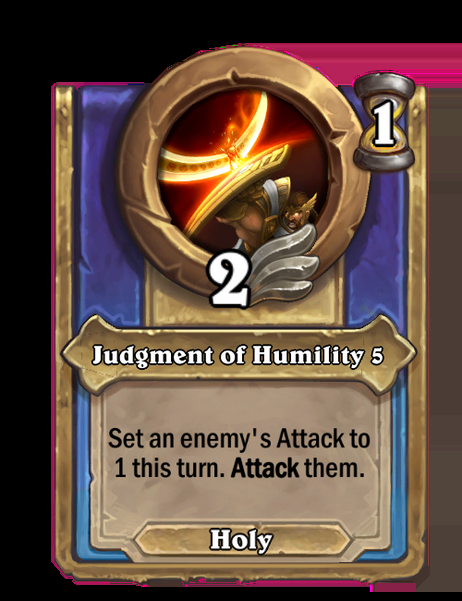 1
2
Judgment of Humility 5
Set an enemy's Attack to
1 this turn. Attack them.
Holy